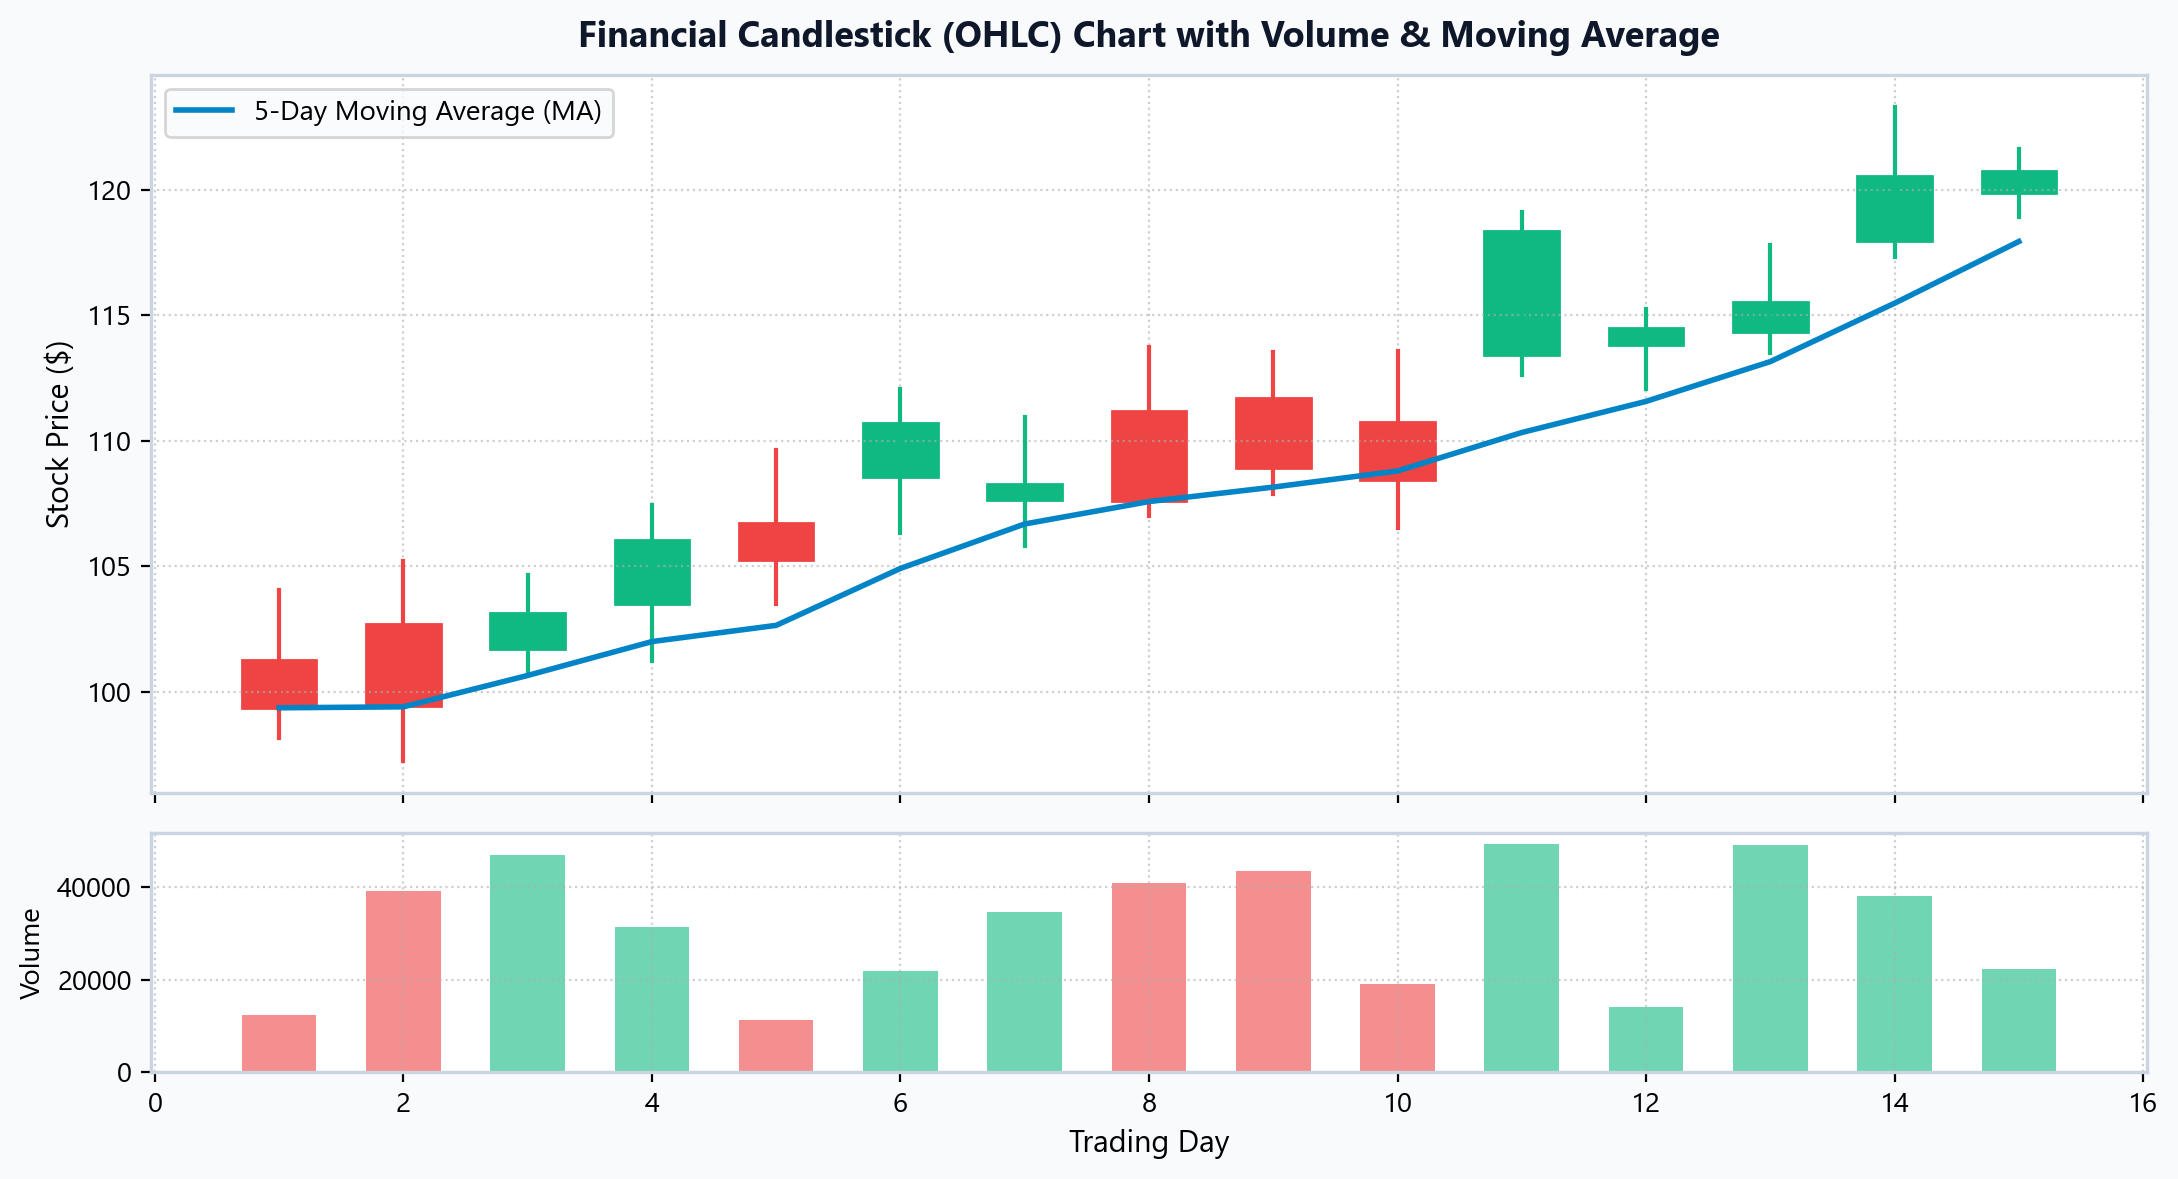 Financial Candlestick (OHLC) Chart with Volume & Moving Average
5-Day Moving Average (MA)
120
115
110
105
100
Stock Price ($)
40000
20000
0
Volume
0 2 4 6 8 10 12 14 16
Trading Day